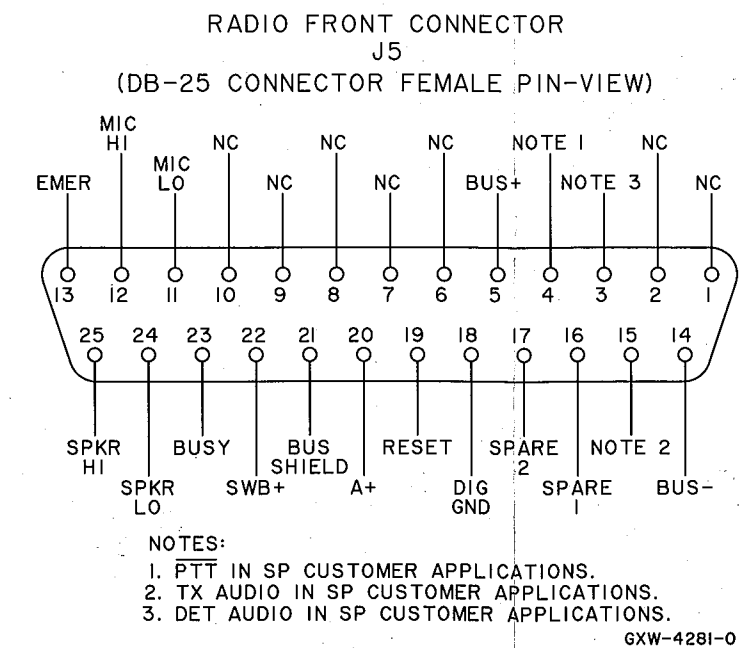 RADIO FRONT CONNECTOR
J5
(DB-25 CONNECTOR FEMALE PIN-VIEW)
MIC
HI
NC NC NC NOTE 1 NC
MIC
LO
EMER NC NC BUS+ NOTE 3 NC
13 12 11 10 9 8 7 6 5 4 3 2 1
25 24 23 22 21 20 19 18 17 16 15 14
SPKR
HI
BUSY
BUS
SHIELD
RESET
SPARE
2
NOTE 2
SPKR
LO
SWB+
A+
DIG
GND
SPARE
1
BUS-
NOTES:
1. PTT IN SP CUSTOMER APPLICATIONS.
2. TX AUDIO IN SP CUSTOMER APPLICATIONS.
3. DET AUDIO IN SP CUSTOMER APPLICATIONS.
GXW-4281-0